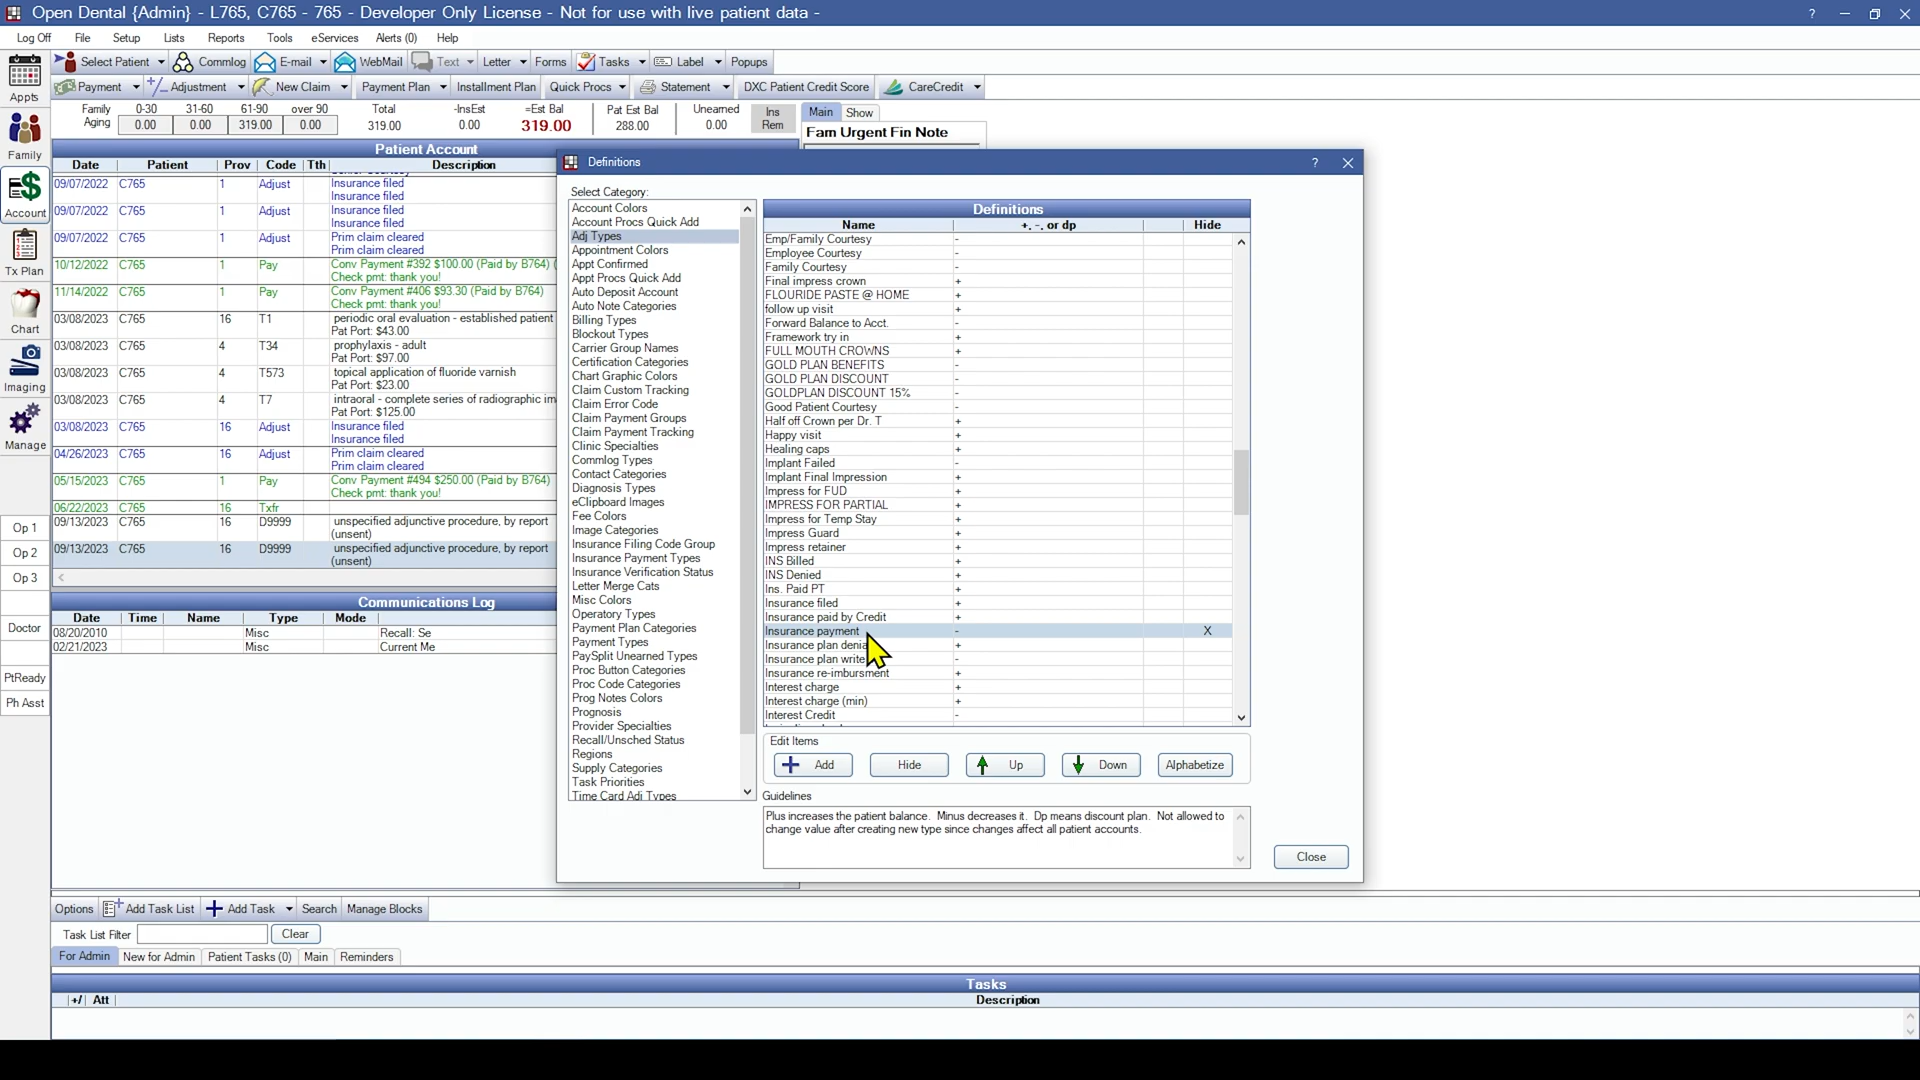 Open Dental {Admin} - L765, C765 - 765 - Developer Only License - Not for use with live patient data -
Log Off File Setup Lists Reports Tools eServices Alerts (0) Help
Select Patient Commlog E-mail WebMail Text Letter Forms Tasks Label Popups
Payment Adjustment New Claim Payment Plan Installment Plan Quick Procs Statement DXC Patient Credit Score CareCredit
Appts
Family
Account
Tx Plan
Chart
Imaging
Manage
Op 1
Op 2
Op 3
Doctor
PtReady
Ph Asst
Family Aging 0-30 31-60 61-90 over 90 Total -InsEst =Est Bal Pat Est Bal Unearned Ins Rem
0.00 0.00 319.00 0.00 319.00 0.00 319.00 288.00 0.00
Main Show
Fam Urgent Fin Note
Patient Account
Date Patient Prov Code Tth Description
09/07/2022 C765 1 Adjust Insurance filed
Insurance filed
09/07/2022 C765 1 Adjust Insurance filed
Insurance filed
09/07/2022 C765 1 Adjust Prim claim cleared
Prim claim cleared
10/12/2022 C765 1 Pay Conv Payment #392 $100.00 (Paid by B764) (
Check pmt: thank you!
11/14/2022 C765 1 Pay Conv Payment #406 $93.30 (Paid by B764)
Check pmt: thank you!
03/08/2023 C765 16 T1 periodic oral evaluation - established patient
Pat Port: $43.00
03/08/2023 C765 4 T34 prophylaxis - adult
Pat Port: $97.00
03/08/2023 C765 4 T573 topical application of fluoride varnish
Pat Port: $23.00
03/08/2023 C765 4 T7 intraoral - complete series of radiographic im
Pat Port: $125.00
03/08/2023 C765 16 Adjust Insurance filed
Insurance filed
04/26/2023 C765 16 Adjust Prim claim cleared
Prim claim cleared
05/15/2023 C765 1 Pay Conv Payment #494 $250.00 (Paid by B764)
Check pmt: thank you!
06/22/2023 C765 16 Txfr
09/13/2023 C765 16 D9999 unspecified adjunctive procedure, by report
(unsent)
09/13/2023 C765 16 D9999 unspecified adjunctive procedure, by report
(unsent)
Communications Log
Date Time Name Type Mode
08/20/2010 Misc Recall: Se
02/21/2023 Misc Current Me
Definitions
Select Category:
Account Colors
Account Procs Quick Add
Adj Types
Appointment Colors
Appt Confirmed
Appt Procs Quick Add
Auto Deposit Account
Auto Note Categories
Billing Types
Blockout Types
Carrier Group Names
Certification Categories
Chart Graphic Colors
Claim Custom Tracking
Claim Error Code
Claim Payment Groups
Claim Payment Tracking
Clinic Specialties
Commlog Types
Contact Categories
Diagnosis Types
eClipboard Images
Fee Colors
Image Categories
Insurance Filing Code Group
Insurance Payment Types
Insurance Verification Status
Letter Merge Cats
Misc Colors
Operatory Types
Payment Plan Categories
Payment Types
PaySplit Unearned Types
Proc Button Categories
Proc Code Categories
Prog Notes Colors
Prognosis
Provider Specialties
Recall/Unsched Status
Regions
Supply Categories
Task Priorities
Time Card Adj Types
Definitions
Name +, -, or dp Hide
Emp/Family Courtesy -
Employee Courtesy -
Family Courtesy -
Final impress crown +
FLOURIDE PASTE @ HOME +
follow up visit +
Forward Balance to Acct. -
Framework try in +
FULL MOUTH CROWNS +
GOLD PLAN BENEFITS -
GOLD PLAN DISCOUNT -
GOLDPLAN DISCOUNT 15% -
Good Patient Courtesy -
Half off Crown per Dr. T +
Happy visit +
Healing caps +
Implant Failed -
Implant Final Impression +
Impress for FUD +
IMPRESS FOR PARTIAL +
Impress for Temp Stay +
Impress Guard +
Impress retainer +
INS Billed +
INS Denied +
Ins. Paid PT +
Insurance filed +
Insurance paid by Credit +
Insurance payment - X
Insurance plan denia +
Insurance plan write -
Insurance re-imbursment +
Interest charge +
Interest charge (min) +
Interest Credit -
Edit Items
Add Hide Up Down Alphabetize
Guidelines
Plus increases the patient balance. Minus decreases it. Dp means discount plan. Not allowed to
change value after creating new type since changes affect all patient accounts.
Close
Options Add Task List Add Task Search Manage Blocks
Task List Filter Clear
For Admin New for Admin Patient Tasks (0) Main Reminders
Tasks
+/ Att Description